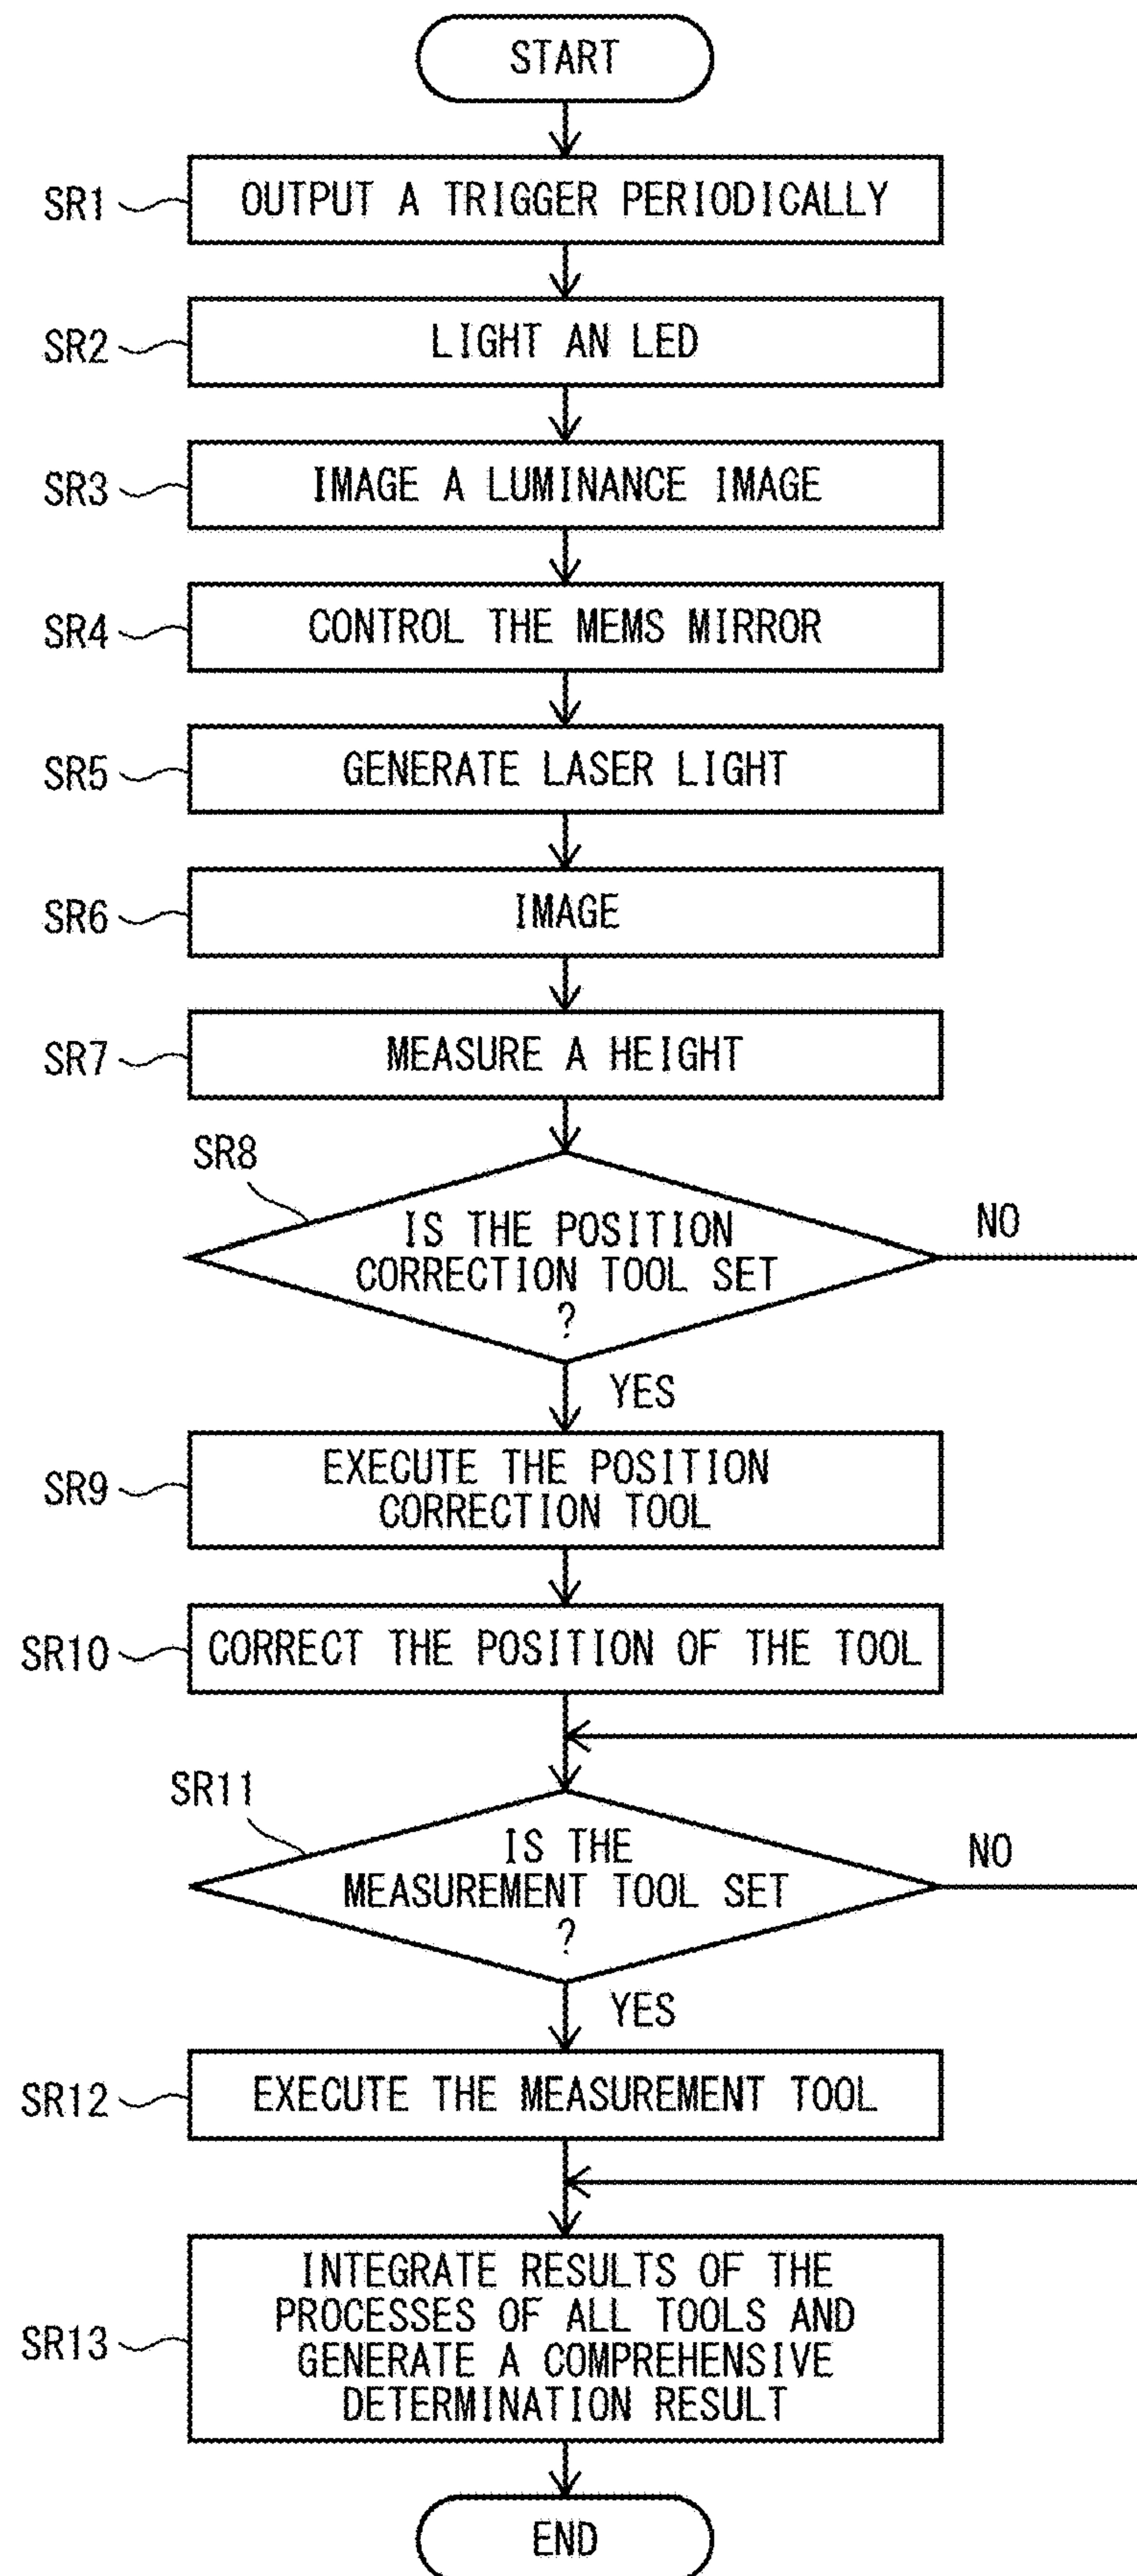 START
SR1
OUTPUT A TRIGGER PERIODICALLY
SR2
LIGHT AN LED
SR3
IMAGE A LUMINANCE IMAGE
SR4
CONTROL THE MEMS MIRROR
SR5
GENERATE LASER LIGHT
SR6
IMAGE
SR7
MEASURE A HEIGHT
SR8
IS THE POSITION
CORRECTION TOOL SET
?
NO
YES
SR9
EXECUTE THE POSITION
CORRECTION TOOL
SR10
CORRECT THE POSITION OF THE TOOL
SR11
IS THE
MEASUREMENT TOOL SET
?
NO
YES
SR12
EXECUTE THE MEASUREMENT TOOL
SR13
INTEGRATE RESULTS OF THE
PROCESSES OF ALL TOOLS AND
GENERATE A COMPREHENSIVE
DETERMINATION RESULT
END